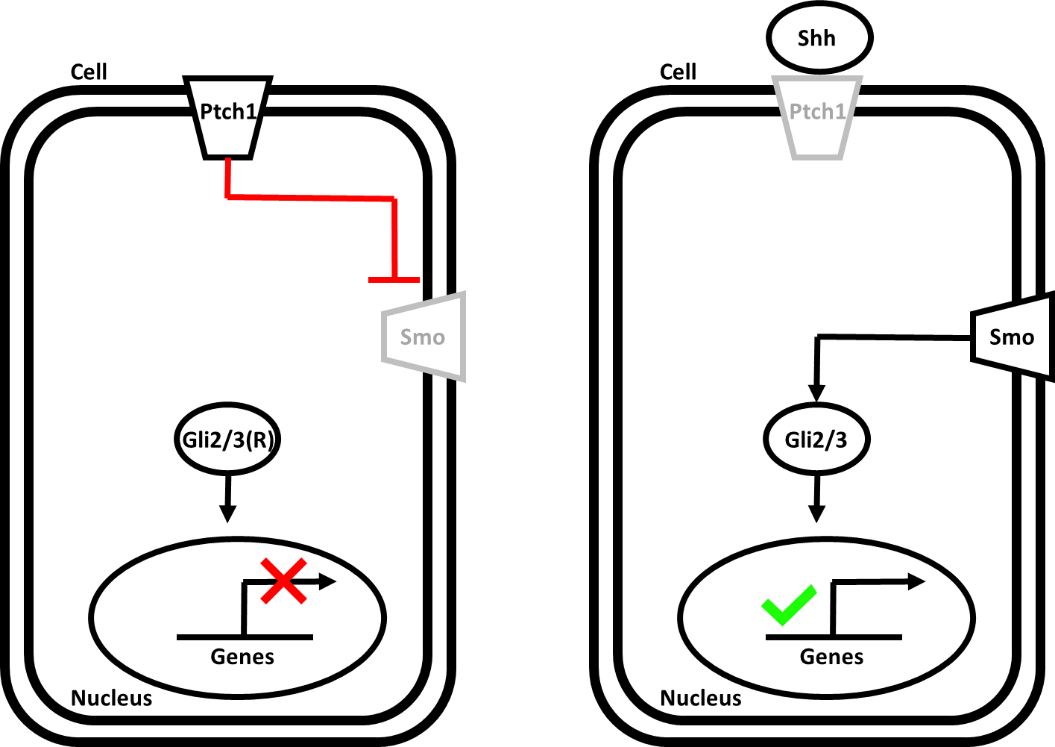 Cell
Ptch1
Smo
Gli2/3(R)
Genes
Nucleus
Shh
Cell
Ptch1
Smo
Gli2/3
Genes
Nucleus